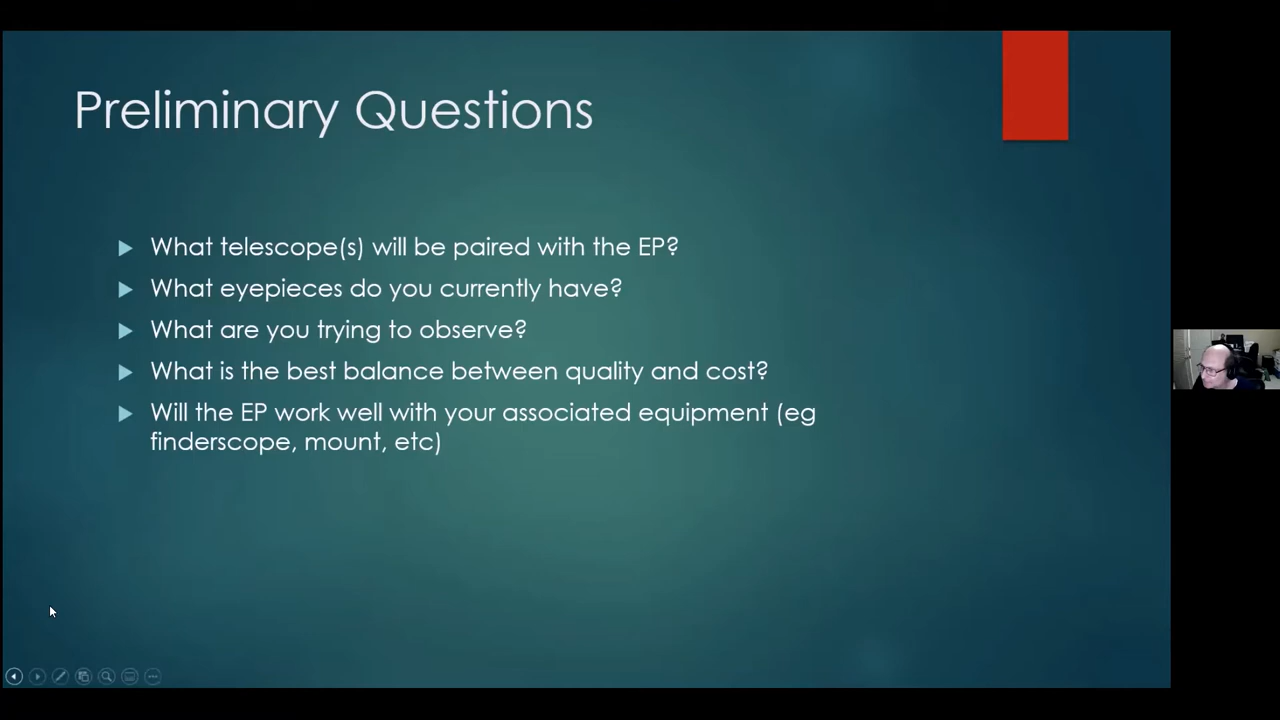 Preliminary Questions
What telescope(s) will be paired with the EP?
What eyepieces do you currently have?
What are you trying to observe?
What is the best balance between quality and cost?
Will the EP work well with your associated equipment (eg
finderscope, mount, etc)